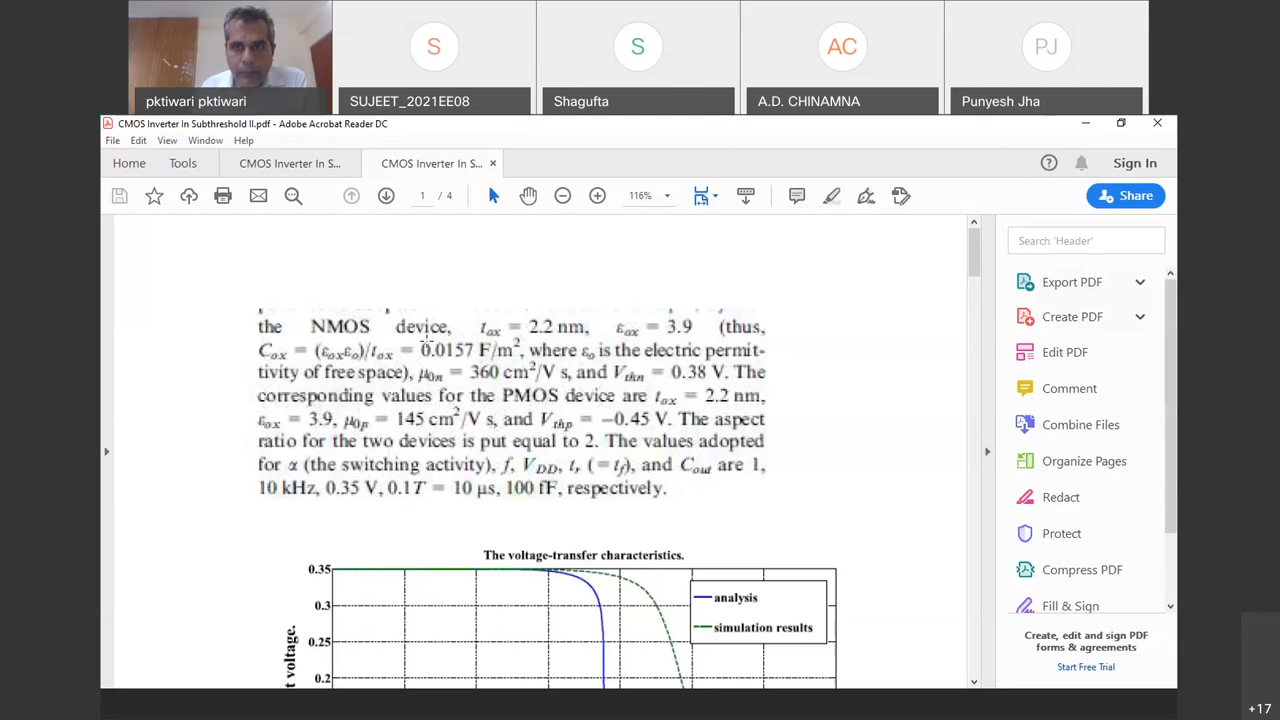 S
S
AC
PJ
pktiwari pktiwari
SUJEET_2021EE08
Shagufta
A.D. CHINAMNA
Punyesh Jha
CMOS Inverter In Subthreshold II.pdf - Adobe Acrobat Reader DC
File Edit View Window Help
Home Tools CMOS Inverter In S... CMOS Inverter In S... ×
Sign In
1 / 4
116%
Share
Search 'Header'
Export PDF
Create PDF
Edit PDF
Comment
Combine Files
Organize Pages
Redact
Protect
Compress PDF
Fill & Sign
Create, edit and sign PDF
forms & agreements
Start Free Trial
the NMOS device, tox = 2.2 nm, εox = 3.9 (thus,
Cox = (εoxεo)/tox = 0.0157 F/m², where εo is the electric permit-
tivity of free space), μ0n = 360 cm²/V s, and Vthn = 0.38 V. The
corresponding values for the PMOS device are tox = 2.2 nm,
εox = 3.9, μ0p = 145 cm²/V s, and Vthp = −0.45 V. The aspect
ratio for the two devices is put equal to 2. The values adopted
for α (the switching activity), f, VDD, tr (= tf), and Cout are 1,
10 kHz, 0.35 V, 0.1T = 10 μs, 100 fF, respectively.
The voltage-transfer characteristics.
0.35
0.3
0.25
0.2
analysis
simulation results
t voltage.
+17